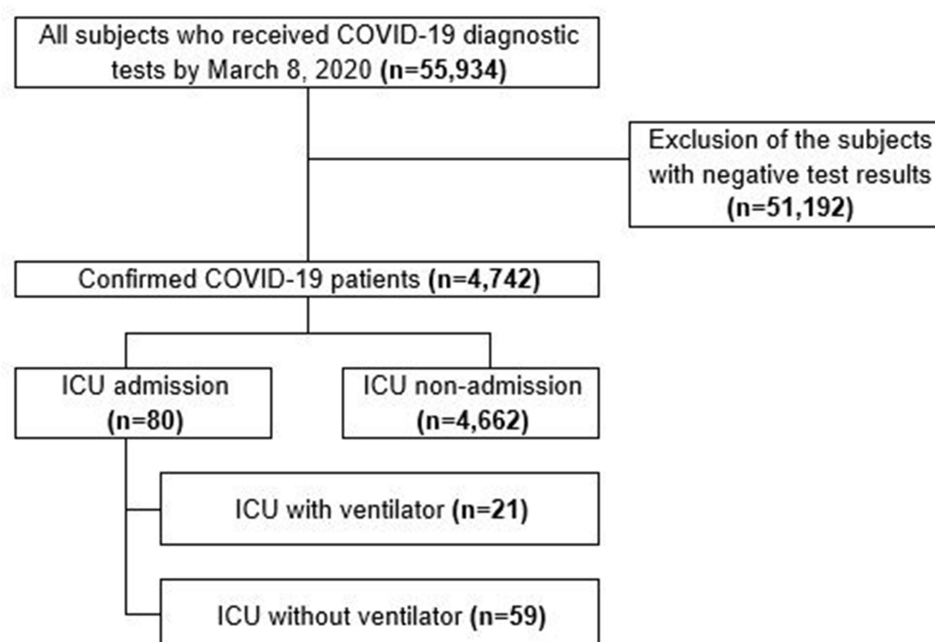 All subjects who received COVID-19 diagnostic
tests by March 8, 2020 (n=55,934)
Exclusion of the subjects
with negative test results
(n=51,192)
Confirmed COVID-19 patients (n=4,742)
ICU admission
(n=80)
ICU non-admission
(n=4,662)
ICU with ventilator (n=21)
ICU without ventilator (n=59)